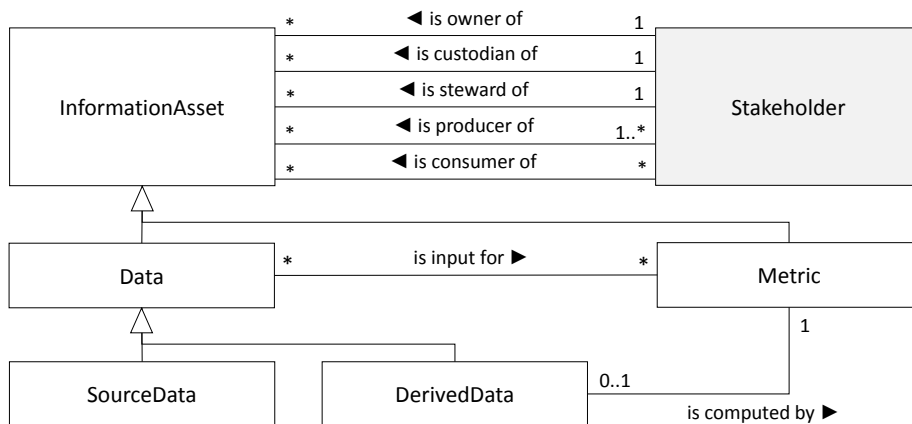 * ◄ is owner of 1
* ◄ is custodian of 1
* ◄ is steward of 1
InformationAsset Stakeholder
* ◄ is producer of 1..*
* ◄ is consumer of *
Data * is input for ► * Metric
1
SourceData DerivedData 0..1
is computed by ►